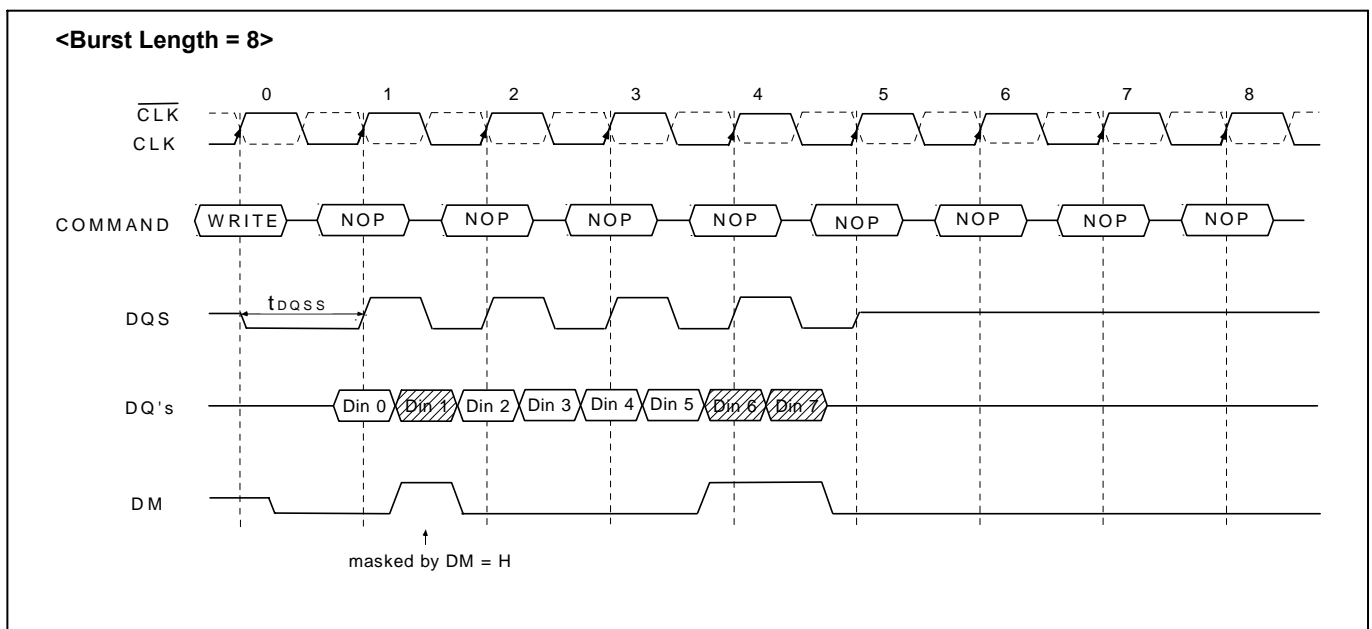 <Burst Length = 8>
0 1 2 3 4 5 6 7 8
CLK
CLK
COMMAND WRITE NOP NOP NOP NOP NOP NOP NOP NOP
DQS tDQSS
DQ's Din 0 Din 1 Din 2 Din 3 Din 4 Din 5 Din 6 Din 7
DM
masked by DM = H